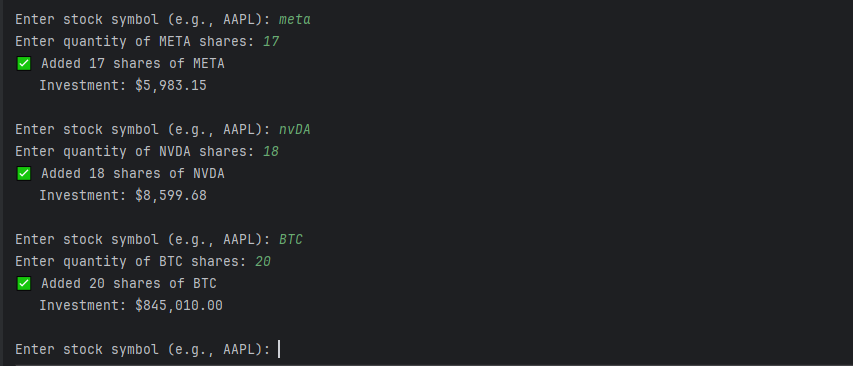 Enter stock symbol (e.g., AAPL): meta
Enter quantity of META shares: 17
✅ Added 17 shares of META
Investment: $5,983.15
Enter stock symbol (e.g., AAPL): nvDA
Enter quantity of NVDA shares: 18
✅ Added 18 shares of NVDA
Investment: $8,599.68
Enter stock symbol (e.g., AAPL): BTC
Enter quantity of BTC shares: 20
✅ Added 20 shares of BTC
Investment: $845,010.00
Enter stock symbol (e.g., AAPL):